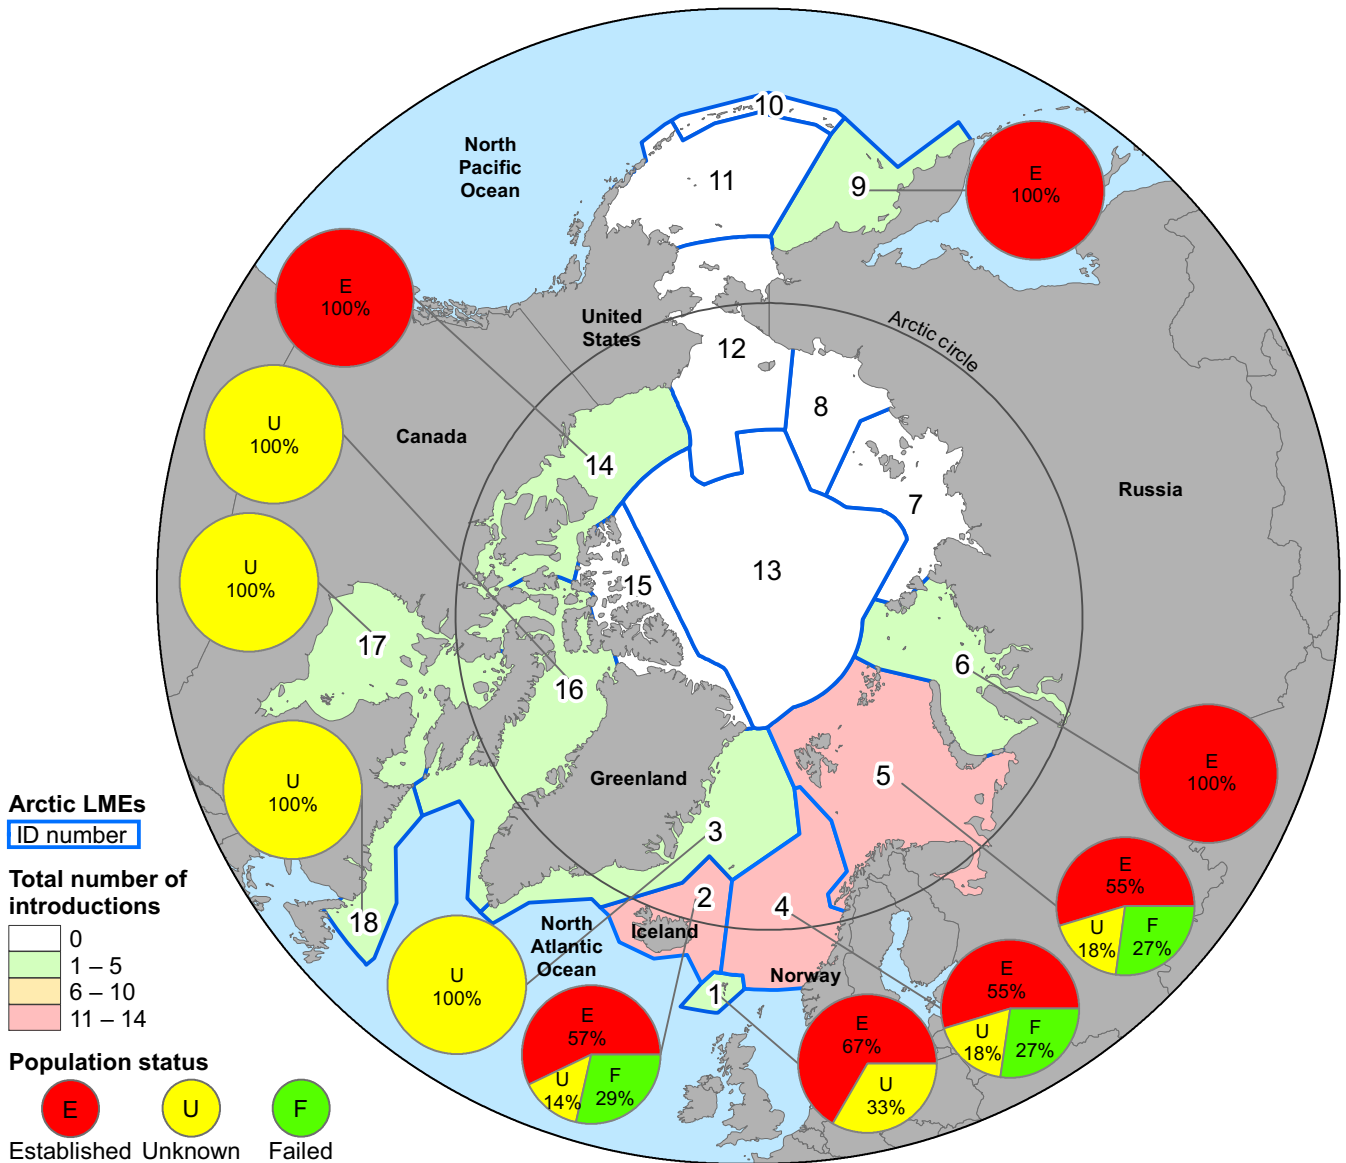 10
North
Pacific
Ocean
11
9
E
100%
E
100%
United
States
Arctic circle
12
8
U
100%
Canada
14
Russia
7
13
15
U
100%
17
16
6
E
100%
U
100%
Greenland
5
3
Arctic LMEs
ID number
Total number of
introductions
0
1 – 5
6 – 10
11 – 14
18
2
4
Iceland
North
Atlantic
Ocean
Norway
1
E
55%
U
18%
F
27%
U
100%
E
55%
U
18%
F
27%
E
57%
U
14%
F
29%
E
67%
U
33%
Population status
E
U
F
Established
Unknown
Failed